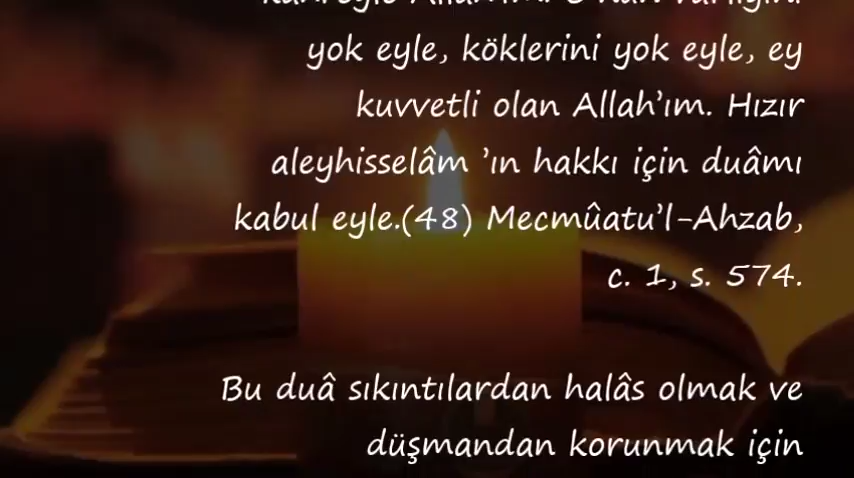 yok eyle, köklerini yok eyle, ey
kuvvetli olan Allah'ım. Hızır
aleyhisselâm 'ın hakkı için duâmı
kabul eyle.(48) Mecmûatu'l-Ahzab,
c. 1, s. 574.
Bu duâ sıkıntılardan halâs olmak ve
düşmandan korunmak için